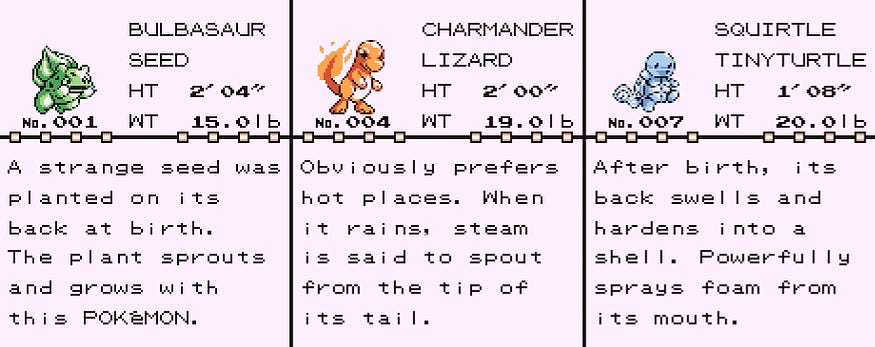 BULBASAUR
SEED
HT 2′04″
No.001 WT 15.0lb
A strange seed was
planted on its
back at birth.
The plant sprouts
and grows with
this POKéMON.
CHARMANDER
LIZARD
HT 2′00″
No.004 WT 19.0lb
Obviously prefers
hot places. When
it rains, steam
is said to spout
from the tip of
its tail.
SQUIRTLE
TINYTURTLE
HT 1′08″
No.007 WT 20.0lb
After birth, its
back swells and
hardens into a
shell. Powerfully
sprays foam from
its mouth.